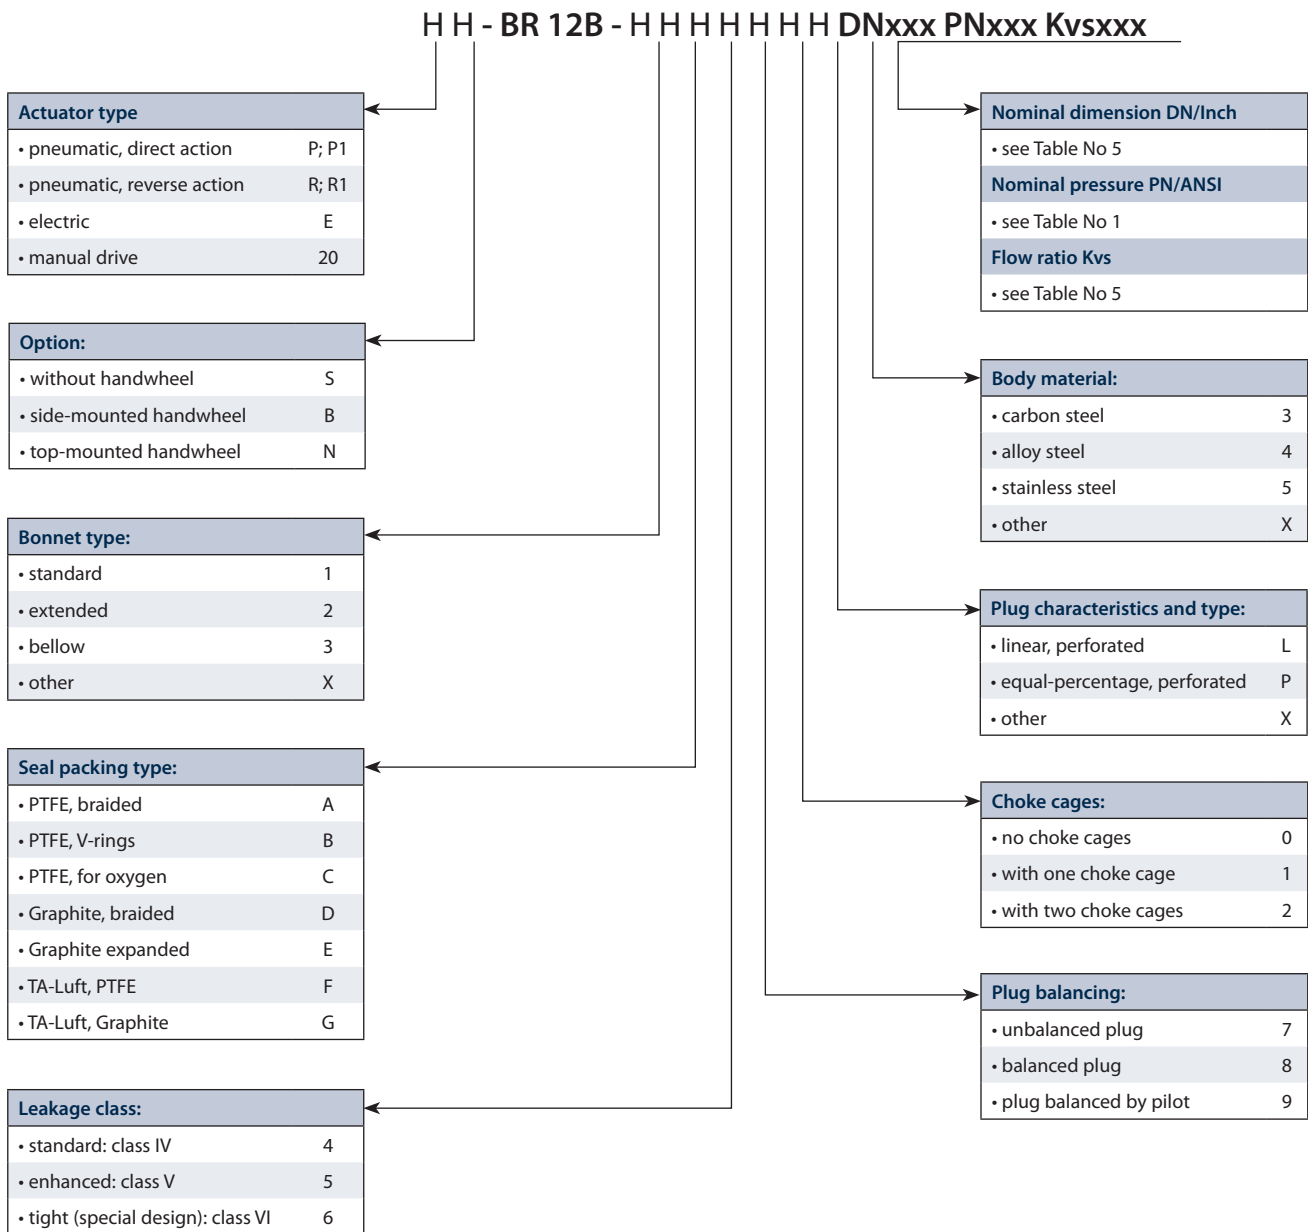 H H - BR 12B - H H H H H H H DNxxx PNxxx Kvsxxx
Actuator type
• pneumatic, direct action P; P1
• pneumatic, reverse action R; R1
• electric E
• manual drive 20
Option:
• without handwheel S
• side-mounted handwheel B
• top-mounted handwheel N
Bonnet type:
• standard 1
• extended 2
• bellow 3
• other X
Seal packing type:
• PTFE, braided A
• PTFE, V-rings B
• PTFE, for oxygen C
• Graphite, braided D
• Graphite expanded E
• TA-Luft, PTFE F
• TA-Luft, Graphite G
Leakage class:
• standard: class IV 4
• enhanced: class V 5
• tight (special design): class VI 6
Nominal dimension DN/Inch
• see Table No 5
Nominal pressure PN/ANSI
• see Table No 1
Flow ratio Kvs
• see Table No 5
Body material:
• carbon steel 3
• alloy steel 4
• stainless steel 5
• other X
Plug characteristics and type:
• linear, perforated L
• equal-percentage, perforated P
• other X
Choke cages:
• no choke cages 0
• with one choke cage 1
• with two choke cages 2
Plug balancing:
• unbalanced plug 7
• balanced plug 8
• plug balanced by pilot 9